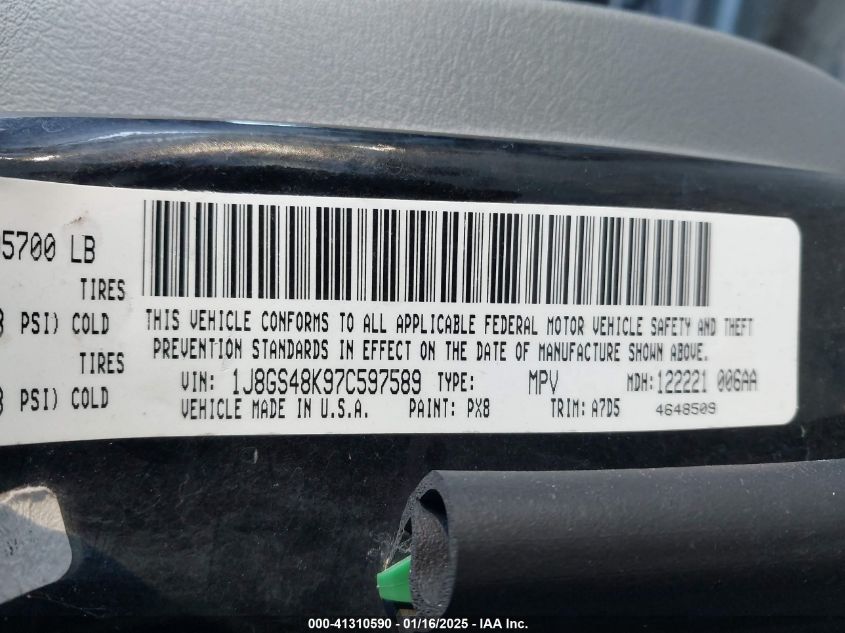 5700 LB
TIRES
PSI) COLD
TIRES
PSI) COLD
THIS VEHICLE CONFORMS TO ALL APPLICABLE FEDERAL MOTOR VEHICLE SAFETY AND THEFT
PREVENTION STANDARDS IN EFFECT ON THE DATE OF MANUFACTURE SHOWN ABOVE.
VIN: 1J8GS48K97C597589 TYPE: MPV MDH:122221 006AA
VEHICLE MADE IN U.S.A. PAINT: PX8 TRIM: A7D5 4648509
000-41310590 - 01/16/2025 - IAA Inc.